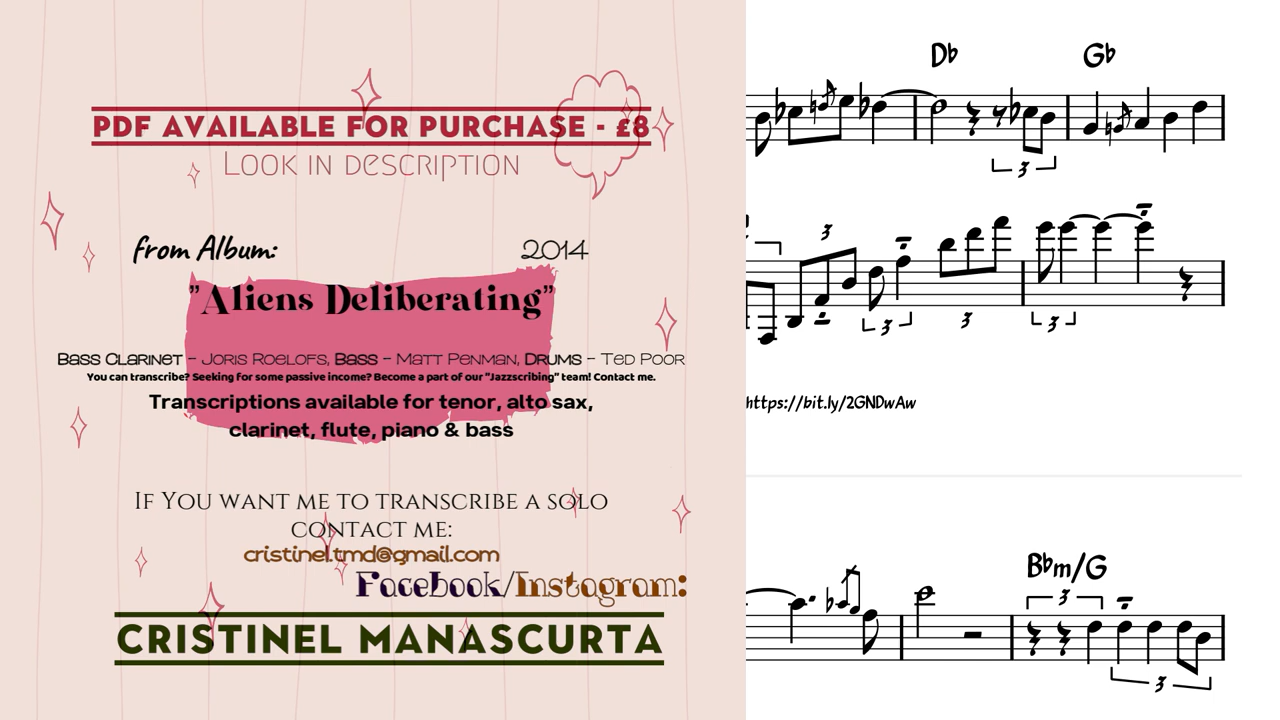 PDF AVAILABLE FOR PURCHASE - £8
LOOK IN DESCRIPTION
from Album:
2014
"Aliens Deliberating"
BASS CLARINET - JORIS ROELOFS, BASS - MATT PENMAN, DRUMS - TED POOR
You can transcribe? Seeking for some passive income? Become a part of our "Jazzscribing" team! Contact me.
Transcriptions available for tenor, alto sax,
clarinet, flute, piano & bass
IF YOU WANT ME TO TRANSCRIBE A SOLO
CONTACT ME:
cristinel.tmd@gmail.com
Facebook/Instagram:
CRISTINEL MANASCURTA
D♭ G♭
3
3
3 3 3
https://bit.ly/2GNDwAw
B♭m/G
3
3